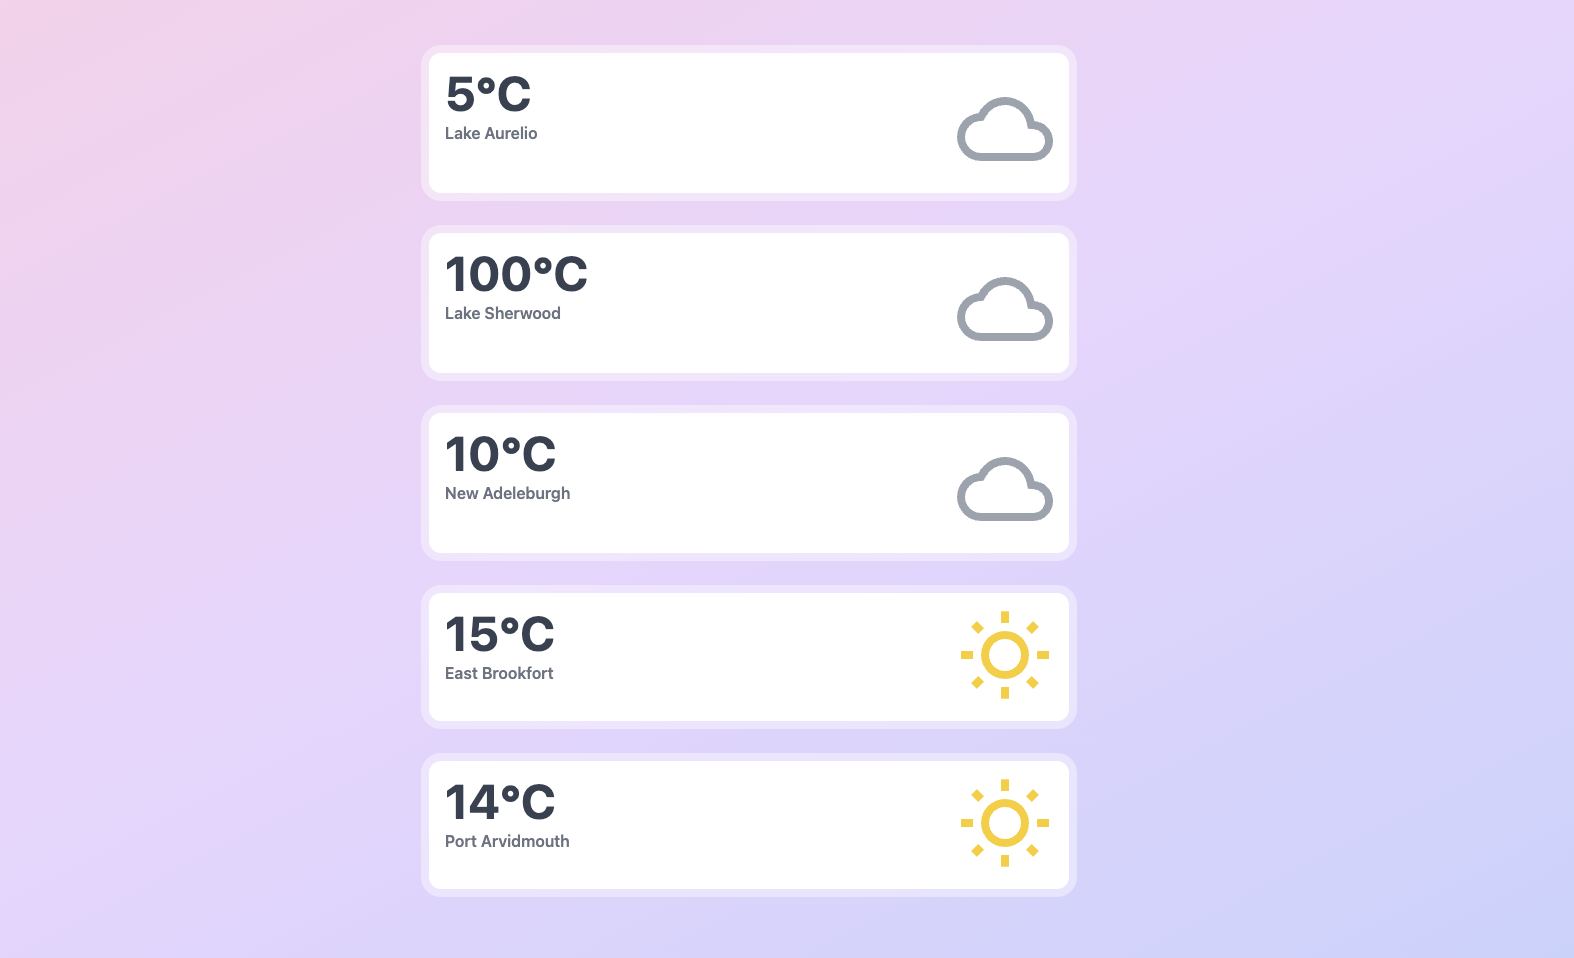 5°C
Lake Aurelio
100°C
Lake Sherwood
10°C
New Adeleburgh
15°C
East Brookfort
14°C
Port Arvidmouth